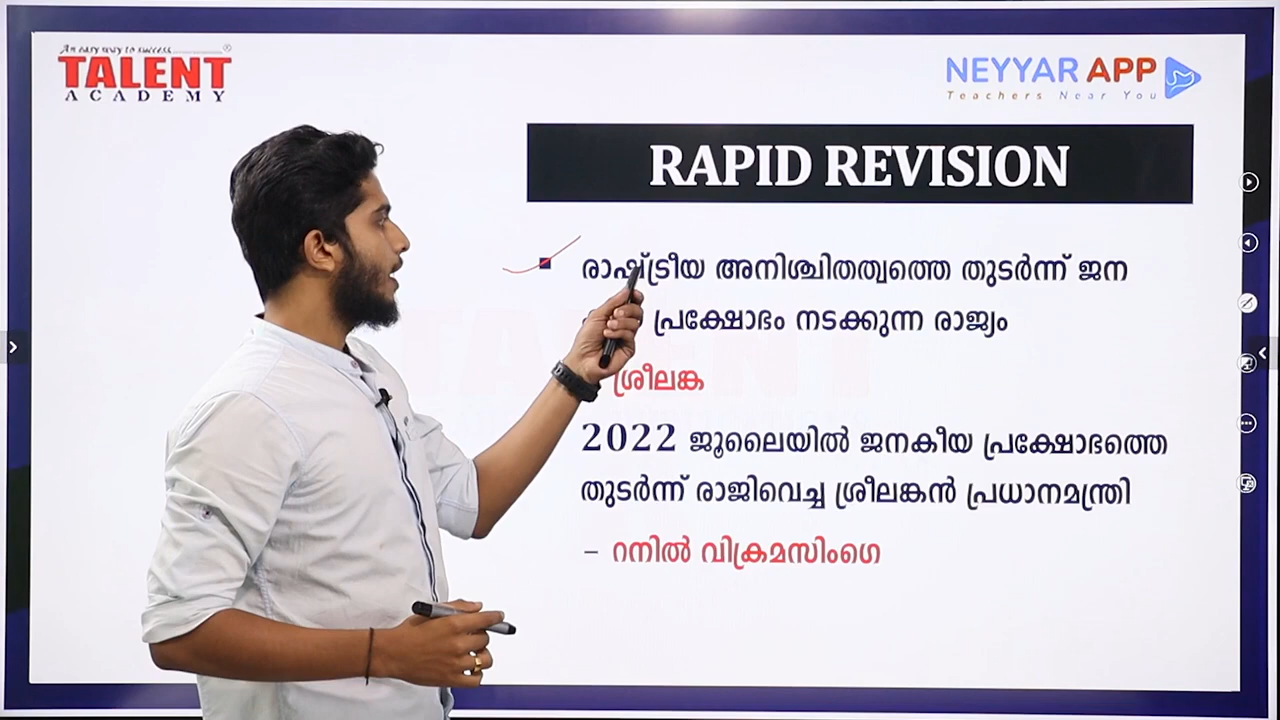 An easy way to success
TALENT
ACADEMY
NEYYAR APP
Teachers Near You
RAPID REVISION
രാഷ്ട്രീയ അനിശ്ചിതത്വത്തെ തുടർന്ന് ജന
പ്രക്ഷോഭം നടക്കുന്ന രാജ്യം
ശ്രീലങ്ക
2022 ജൂലൈയിൽ ജനകീയ പ്രക്ഷോഭത്തെ
തുടർന്ന് രാജിവെച്ച ശ്രീലങ്കൻ പ്രധാനമന്ത്രി
– റനിൽ വിക്രമസിംഗെ